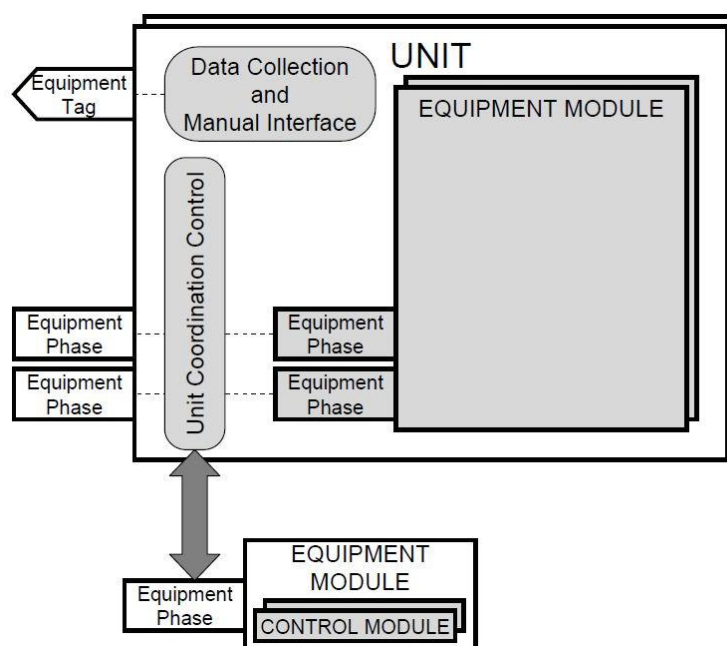 UNIT
Data Collection
and
Manual Interface
Equipment
Tag
EQUIPMENT MODULE
Unit Coordination Control
Equipment
Phase
Equipment
Phase
Equipment
Phase
Equipment
Phase
EQUIPMENT
MODULE
Equipment
Phase
CONTROL MODULE